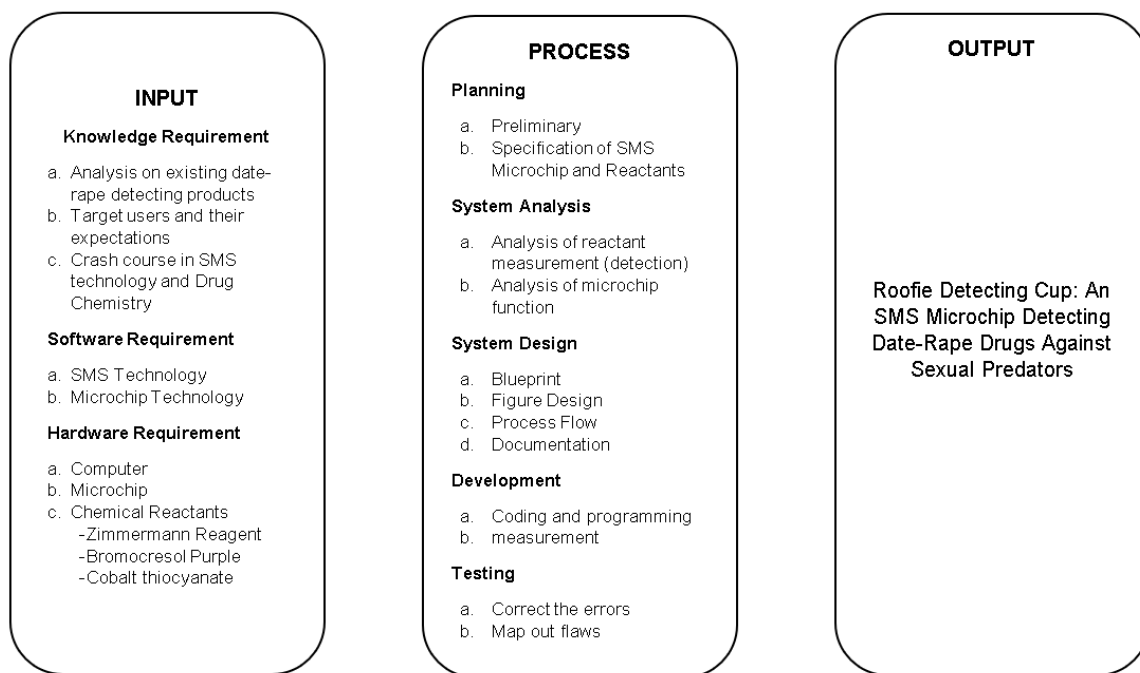 INPUT
Knowledge Requirement
a. Analysis on existing date-
rape detecting products
b. Target users and their
expectations
c. Crash course in SMS
technology and Drug
Chemistry
Software Requirement
a. SMS Technology
b. Microchip Technology
Hardware Requirement
a. Computer
b. Microchip
c. Chemical Reactants
-Zimmermann Reagent
-Bromocresol Purple
-Cobalt thiocyanate
PROCESS
Planning
a. Preliminary
b. Specification of SMS
Microchip and Reactants
System Analysis
a. Analysis of reactant
measurement (detection)
b. Analysis of microchip
function
System Design
a. Blueprint
b. Figure Design
c. Process Flow
d. Documentation
Development
a. Coding and programming
b. measurement
Testing
a. Correct the errors
b. Map out flaws
OUTPUT
Roofie Detecting Cup: An
SMS Microchip Detecting
Date-Rape Drugs Against
Sexual Predators